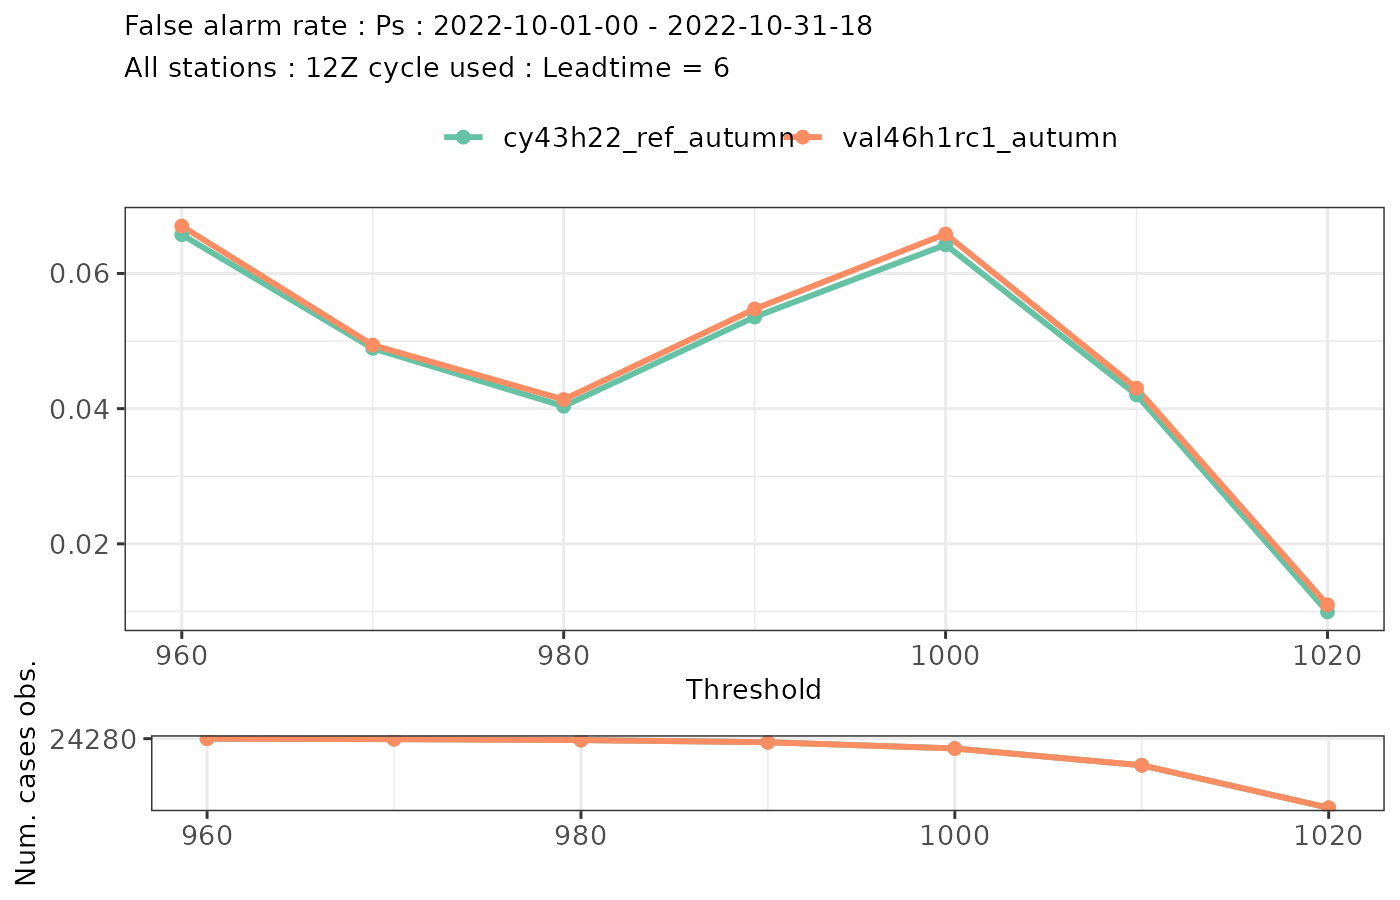 False alarm rate : Ps : 2022-10-01-00 - 2022-10-31-18
All stations : 12Z cycle used : Leadtime = 6
cy43h22_ref_autumn val46h1rc1_autumn
0.06
0.04
0.02
960 980 1000 1020
Threshold
Num. cases obs.
24280
960 980 1000 1020